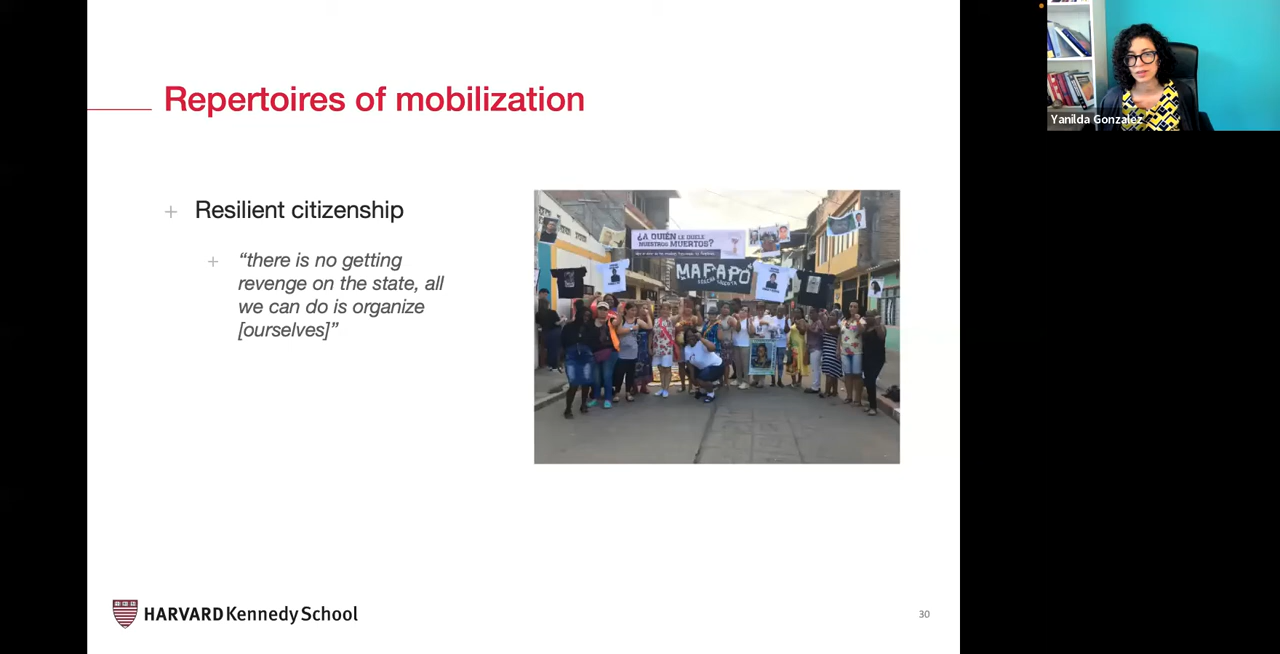 Repertoires of mobilization
Resilient citizenship
“there is no getting
revenge on the state, all
we can do is organize
[ourselves]”
¿A QUIÉN LE DUELE
NUESTROS MUERTOS?
MAFAPO
HARVARD Kennedy School
30
Yanilda Gonzalez